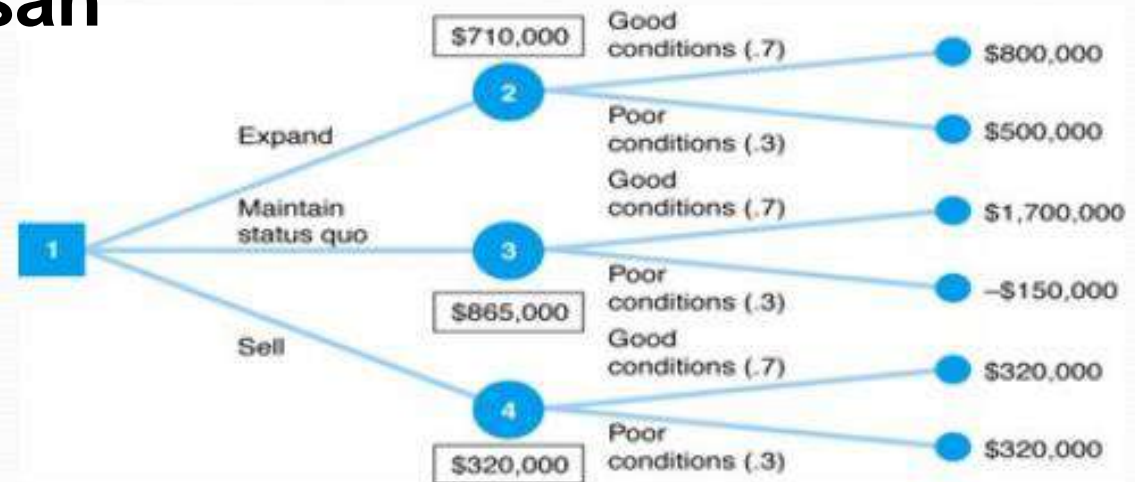 san
$710,000
Good
conditions (.7)
$800,000
2
Poor
conditions (.3)
$500,000
Expand
Good
conditions (.7)
$1,700,000
Maintain
status quo
1
3
Poor
conditions (.3)
–$150,000
$865,000
Sell
Good
conditions (.7)
$320,000
4
Poor
conditions (.3)
$320,000
$320,000